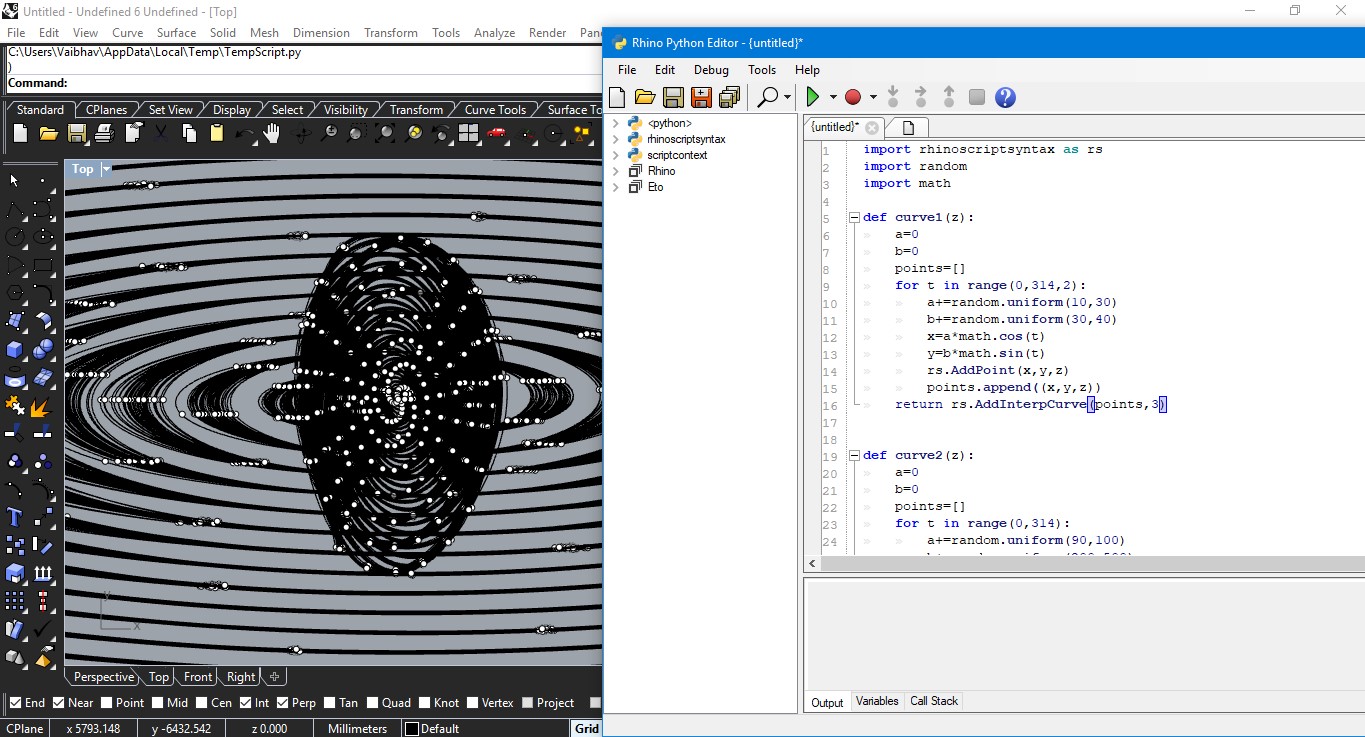 Untitled - Undefined 6 Undefined - [Top]
File Edit View Curve Surface Solid Mesh Dimension Transform Tools Analyze Render
C:\Users\Vaibhav\AppData\Local\Temp\TempScript.py
)
Command:
Standard CPlanes Set View Display Select Visibility Transform Curve Tools Surface To
Top
Perspective Top Front Right
End Near Point Mid Cen Int Perp Tan Quad Knot Vertex Project
CPlane x 5793.148 y -6432.542 z 0.000 Millimeters Default Grid
Rhino Python Editor - {untitled}*
File Edit Debug Tools Help
<python>
rhinoscriptsyntax
scriptcontext
Rhino
Eto
{untitled}*
1 import rhinoscriptsyntax as rs
2 import random
3 import math
4
5 def curve1(z):
6 a=0
7 b=0
8 points=[]
9 for t in range(0,314,2):
10 a+=random.uniform(10,30)
11 b+=random.uniform(30,40)
12 x=a*math.cos(t)
13 y=b*math.sin(t)
14 rs.AddPoint(x,y,z)
15 points.append((x,y,z))
16 return rs.AddInterpCurve(points,3)
17
18
19 def curve2(z):
20 a=0
21 b=0
22 points=[]
23 for t in range(0,314):
24 a+=random.uniform(90,100)
Output Variables Call Stack